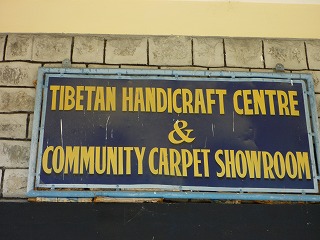 TIBETAN HANDICRAFT CENTRE
&
COMMUNITY CARPET SHOWROOM